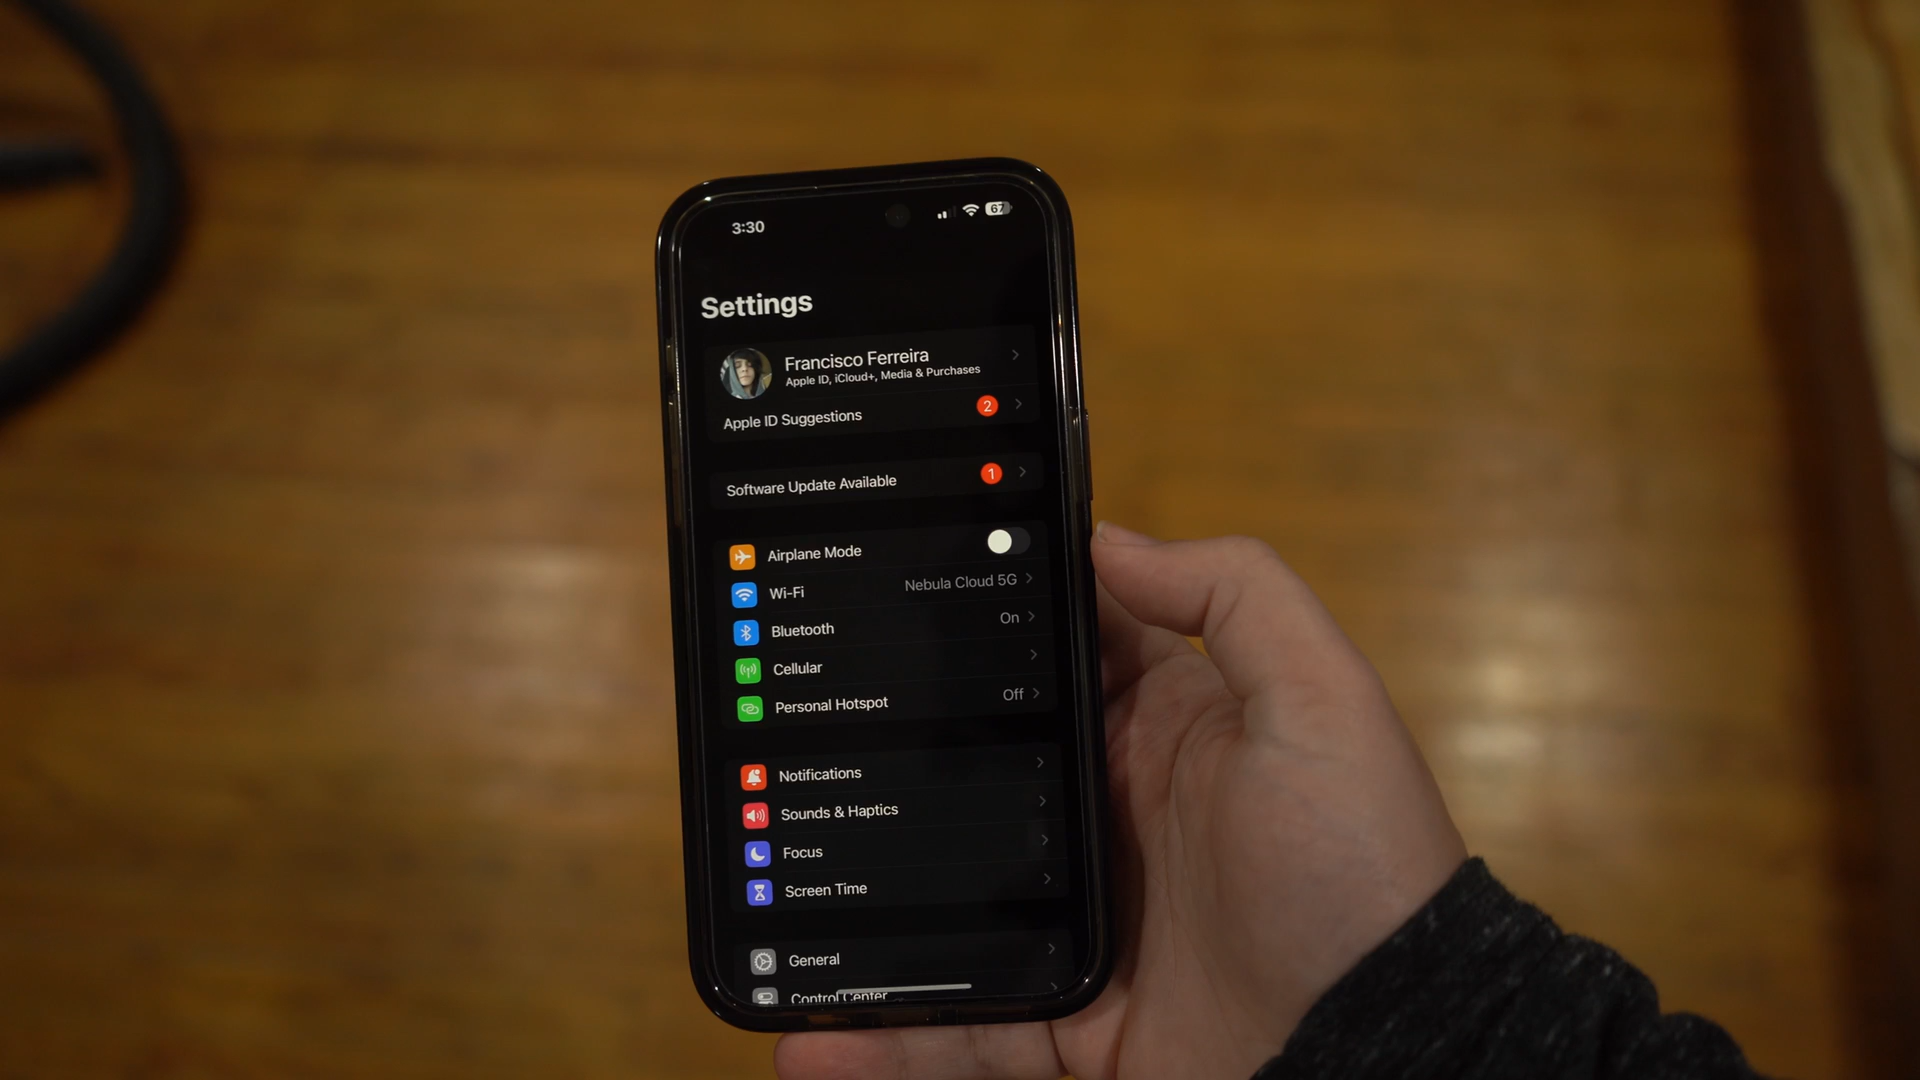 3:30
67
Settings
Francisco Ferreira
Apple ID, iCloud+, Media & Purchases
Apple ID Suggestions 2
Software Update Available 1
Airplane Mode
Wi-Fi Nebula Cloud 5G
Bluetooth On
Cellular
Personal Hotspot Off
Notifications
Sounds & Haptics
Focus
Screen Time
General
Control Center